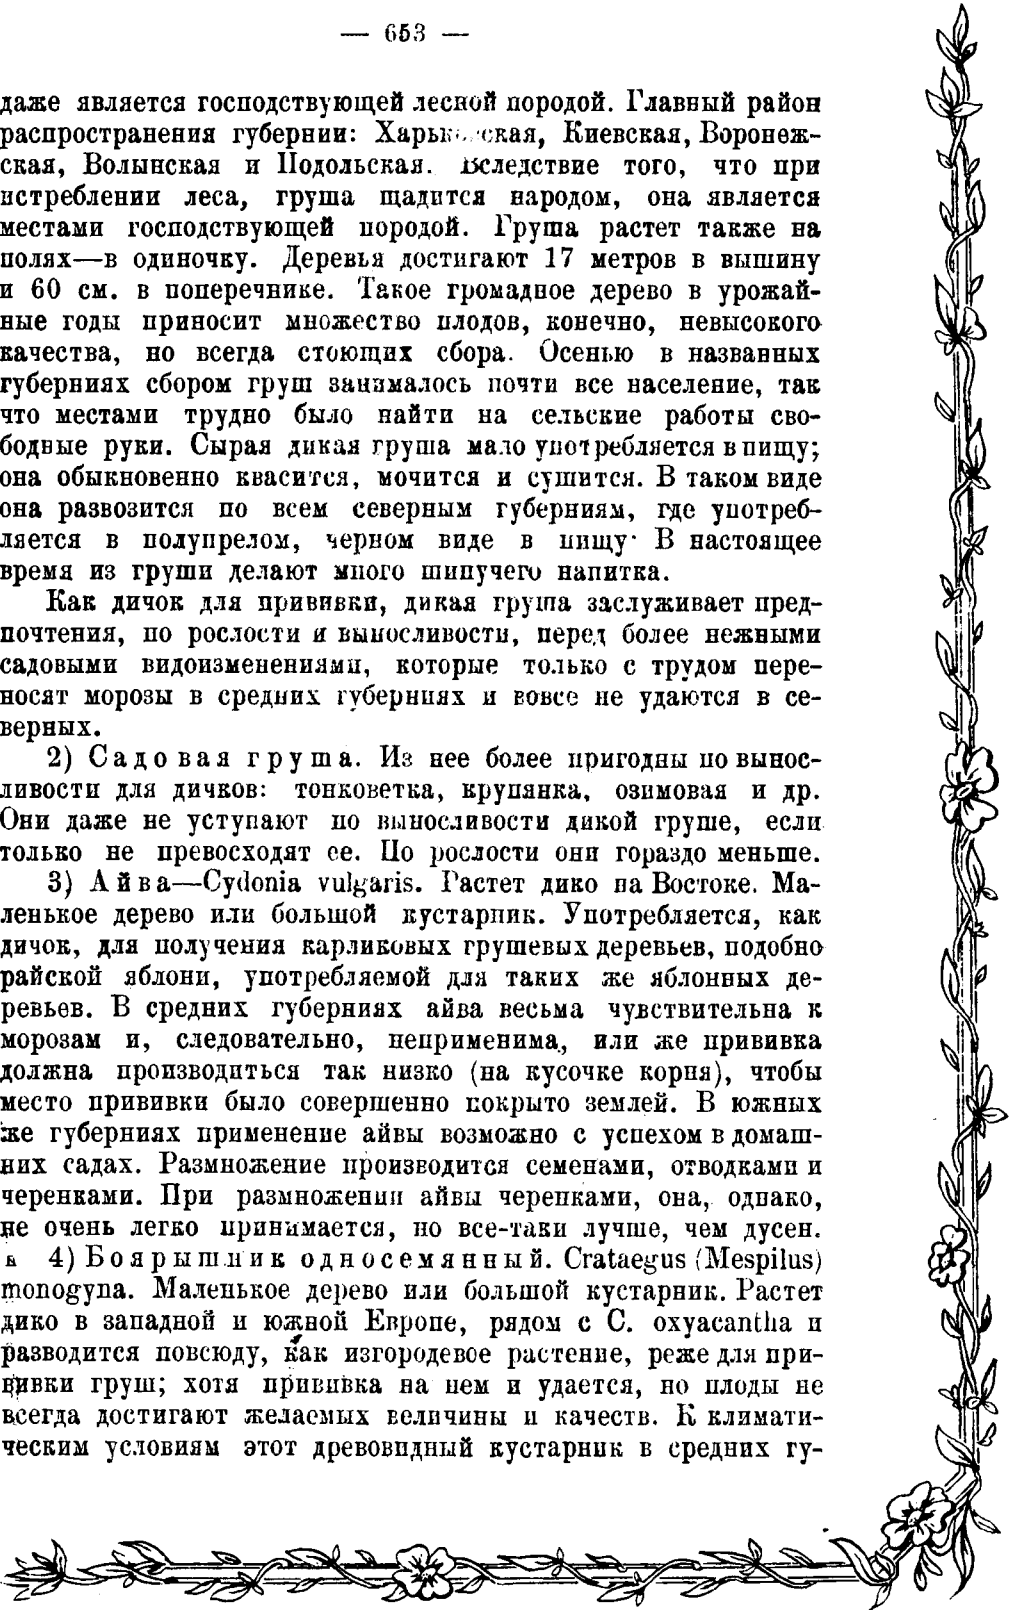 — 653 —
даже является господствующей лесной породой. Главный район
распространения губернии: Харьковская, Киевская, Воронеж-
ская, Волынская и Подольская. Вследствие того, что при
истреблении леса, груша щадится народом, она является
местами господствующей породой. Груша растет также на
полях—в одиночку. Деревья достигают 17 метров в вышину
и 60 см. в поперечнике. Такое громадное дерево в урожай-
ные годы приносит множество плодов, конечно, невысокого
качества, но всегда стоющих сбора. Осенью в названных
губерниях сбором груш занималось почти все население, так
что местами трудно было найти на сельские работы сво-
бодные руки. Сырая дикая груша мало употребляется в пищу;
она обыкновенно квасится, мочится и сушится. В таком виде
она развозится по всем северным губерниям, где употреб-
ляется в полупрелом, черном виде в пищу. В настоящее
время из груши делают много шипучего напитка.
Как дичок для прививки, дикая груша заслуживает пред-
почтения, по рослости и выносливости, перед более нежными
садовыми видоизменениями, которые только с трудом пере-
носят морозы в средних губерниях и вовсе не удаются в се-
верных.
2) Садовая груша. Из нее более пригодны по вынос-
ливости для дичков: тонковетка, крупянка, озимовая и др.
Они даже не уступают по выносливости дикой груше, если
только не превосходят ее. По рослости они гораздо меньше.
3) Айва—Cydonia vulgaris. Растет дико на Востоке. Ма-
ленькое дерево или большой кустарник. Употребляется, как
дичок, для получения карликовых грушевых деревьев, подобно
райской яблони, употребляемой для таких же яблонных де-
ревьев. В средних губерниях айва весьма чувствительна к
морозам и, следовательно, неприменима, или же прививка
должна производиться так низко (на кусочке корня), чтобы
место прививки было совершенно покрыто землей. В южных
же губерниях применение айвы возможно с успехом в домаш-
них садах. Размножение производится семенами, отводками и
черенками. При размножении айвы черенками, она, однако,
не очень легко принимается, но все-таки лучше, чем дусен.
4) Боярышник односемянный. Crataegus (Mespilus)
monogyna. Маленькое дерево или большой кустарник. Растет
дико в западной и южной Европе, рядом с C. oxyacantha и
разводится повсюду, как изгородевое растение, реже для при-
вивки груш; хотя прививка на нем и удается, но плоды не
всегда достигают желаемых величины и качеств. К климати-
ческим условиям этот древовидный кустарник в средних гу-